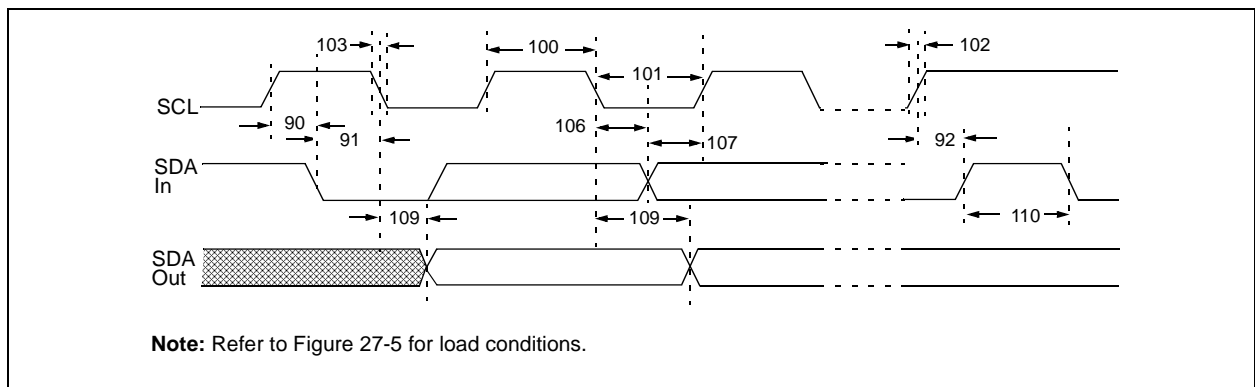 103 100 102
101
SCL
90 106 92
91 107
SDA
In
109 109 110
SDA
Out
Note: Refer to Figure 27-5 for load conditions.